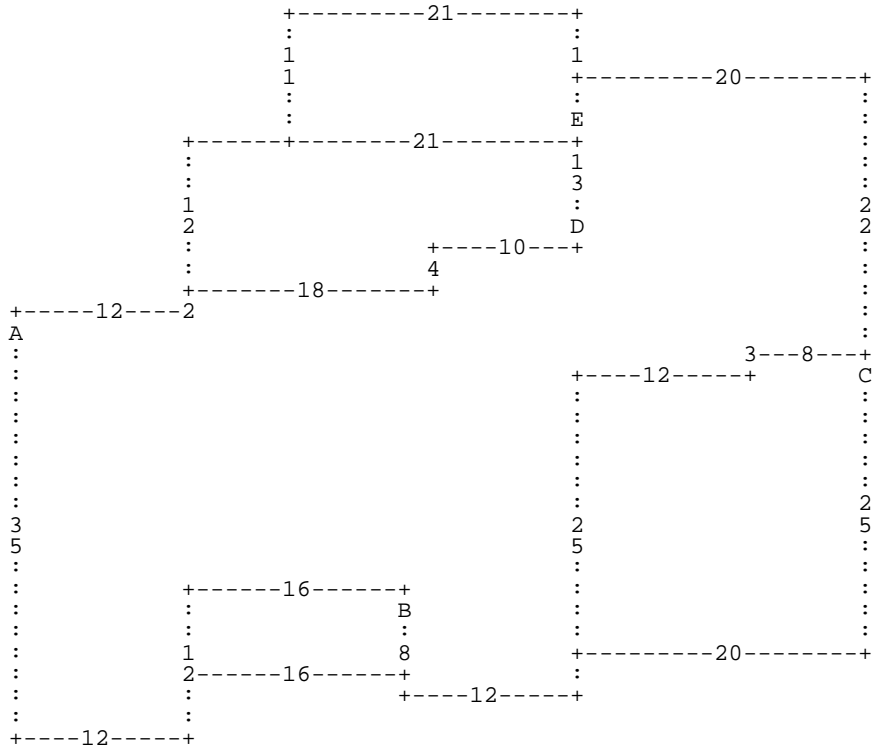 +---------21--------+
                   :                   :
                   1                   1
                   1                   +---------20--------+
                   :                   :                   :
                   :                   E                   :
            +------+---------21--------+                   :
            :                          1                   :
            :                          3                   :
            1                          :                   2
            2                          D                   2
            :                +----10---+                   :
            :                4                             :
            +-------18-------+                             :
+-----12----2                                              :
A                                                          :
:                                                  3---8---+
:                                      +----12-----+       C
:                                      :                   :
:                                      :                   :
:                                      :                   :
:                                      :                   :
:                                      :                   :
:                                      :                   2
3                                      2                   5
5                                      5                   :
:                                      :                   :
:           +------16------+           :                   :
:           :              B           :                   :
:           :              :           :                   :
:           1              8           +---------20--------+
:           2------16------+           :
:           :              +----12-----+
:           :
+----12-----+